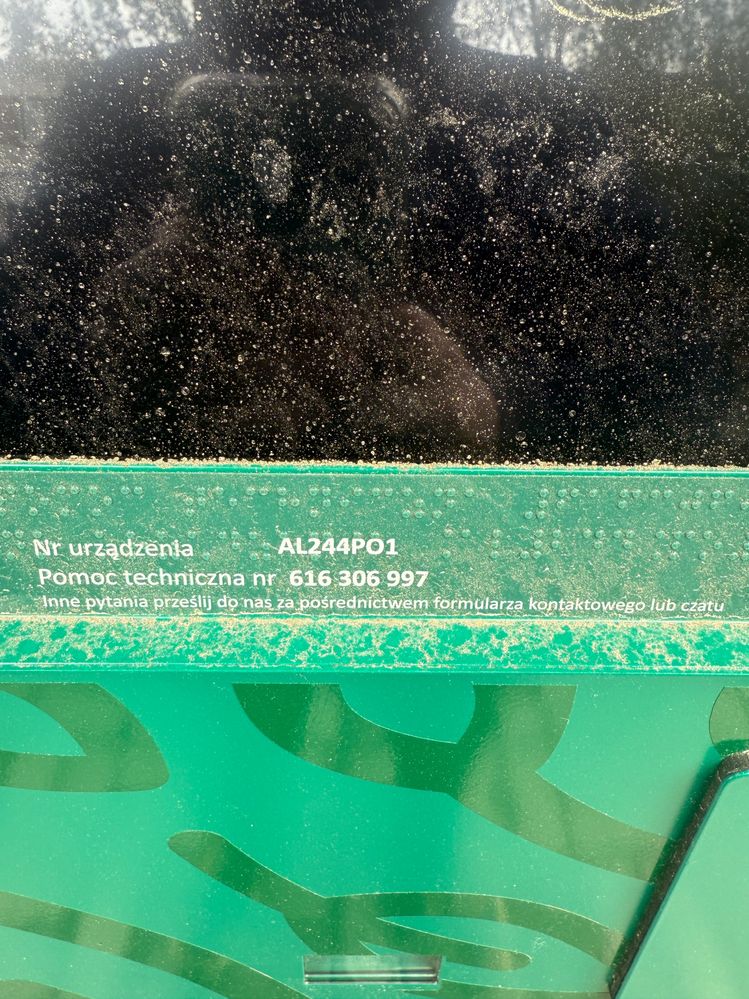 Nr urządzenia AL244PO1
Pomoc techniczna nr 616 306 997
Inne pytania prześlij do nas za pośrednictwem formularza kontaktowego lub czatu